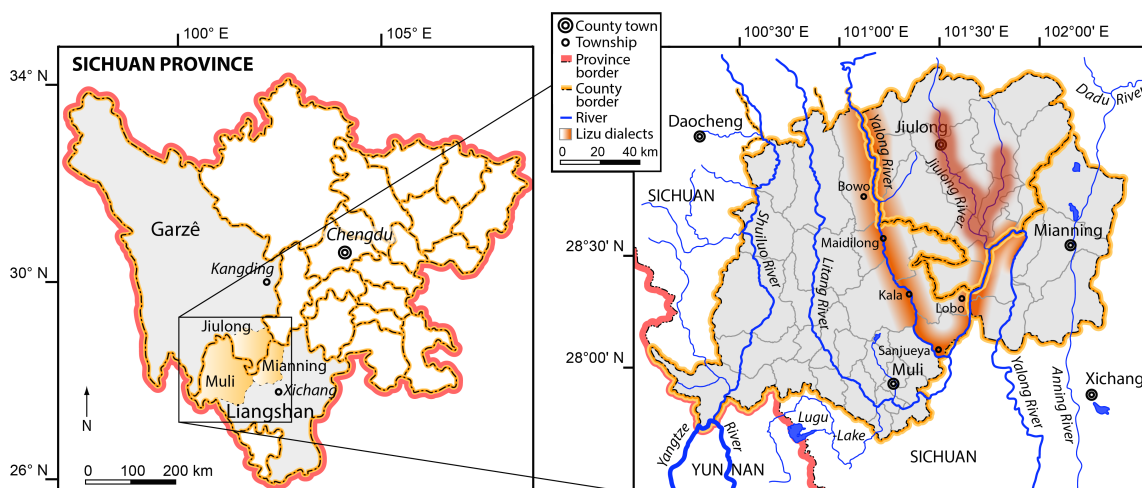 100° E
105° E
34° N
30° N
26° N
SICHUAN PROVINCE
Garzê
Chengdu
Kangding
Jiulong
Mianning
Muli
Xichang
Liangshan
N
0 100 200 km
County town
Township
Province
border
County
border
River
Lizu dialects
0 20 40 km
100°30' E
101°00' E
101°30' E
102°00' E
28°30' N
28°00' N
Daocheng
Yalong River
Jiulong
Jiulong River
Dadu River
Bowo
SICHUAN
Shuiluo River
Maidilong
Mianning
Litang River
Kala
Lobo
Sanjueya
Muli
Yalong River
Anning River
Xichang
Lugu
Lake
Yangtze
River
YUNNAN
SICHUAN